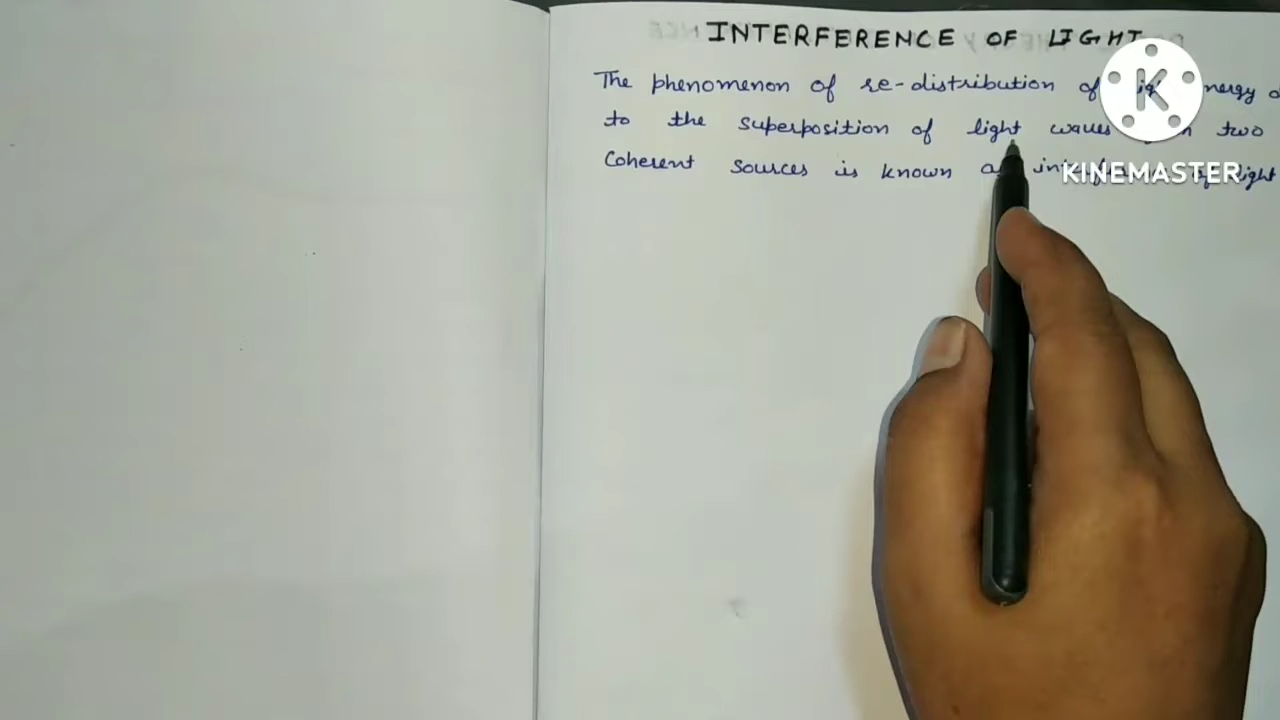 INTERFERENCE OF LIGHT
The phenomenon of re-distribution of
to the superposition of light waves two
Coherent sources is known light
KINEMASTER